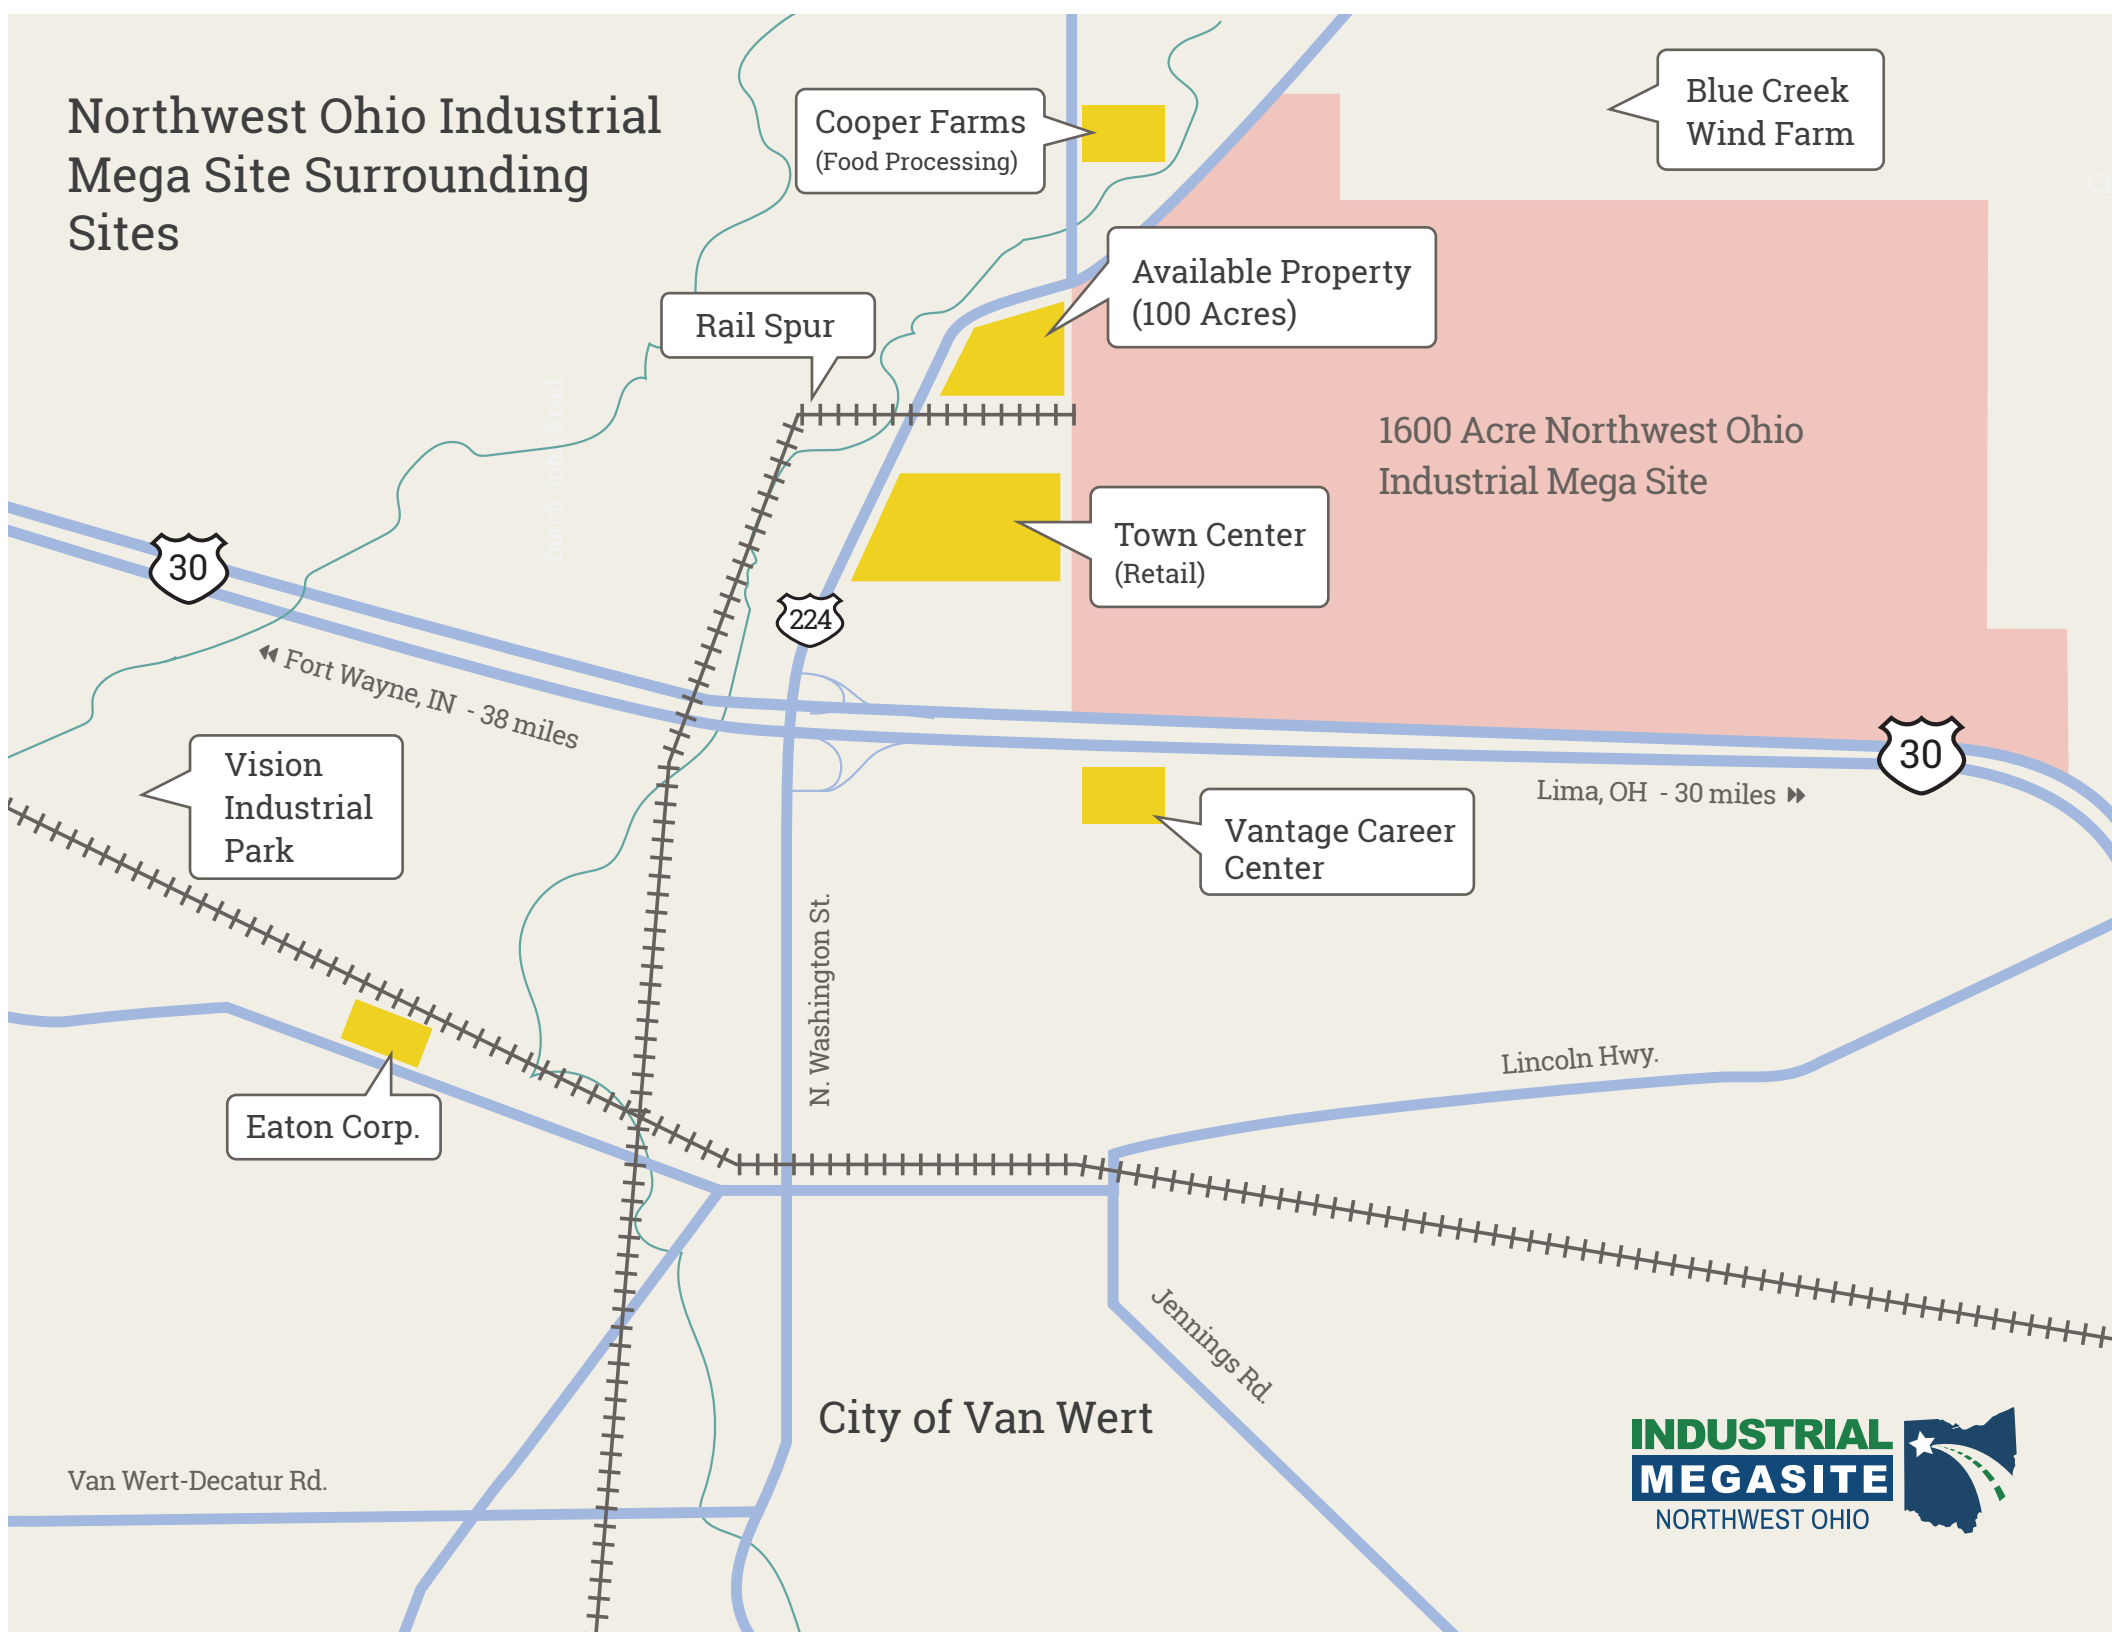 Northwest Ohio Industrial
Mega Site Surrounding
Sites
Cooper Farms
(Food Processing)
Blue Creek
Wind Farm
Available Property
(100 Acres)
Rail Spur
Dutch John Road
1600 Acre Northwest Ohio
Industrial Mega Site
Town Center
(Retail)
30
224
Fort Wayne, IN - 38 miles
30
Lima, OH - 30 miles
Vision
Industrial
Park
Vantage Career
Center
N. Washington St.
Lincoln Hwy.
Eaton Corp.
Jennings Rd.
City of Van Wert
Van Wert-Decatur Rd.
INDUSTRIAL
MEGASITE
NORTHWEST OHIO